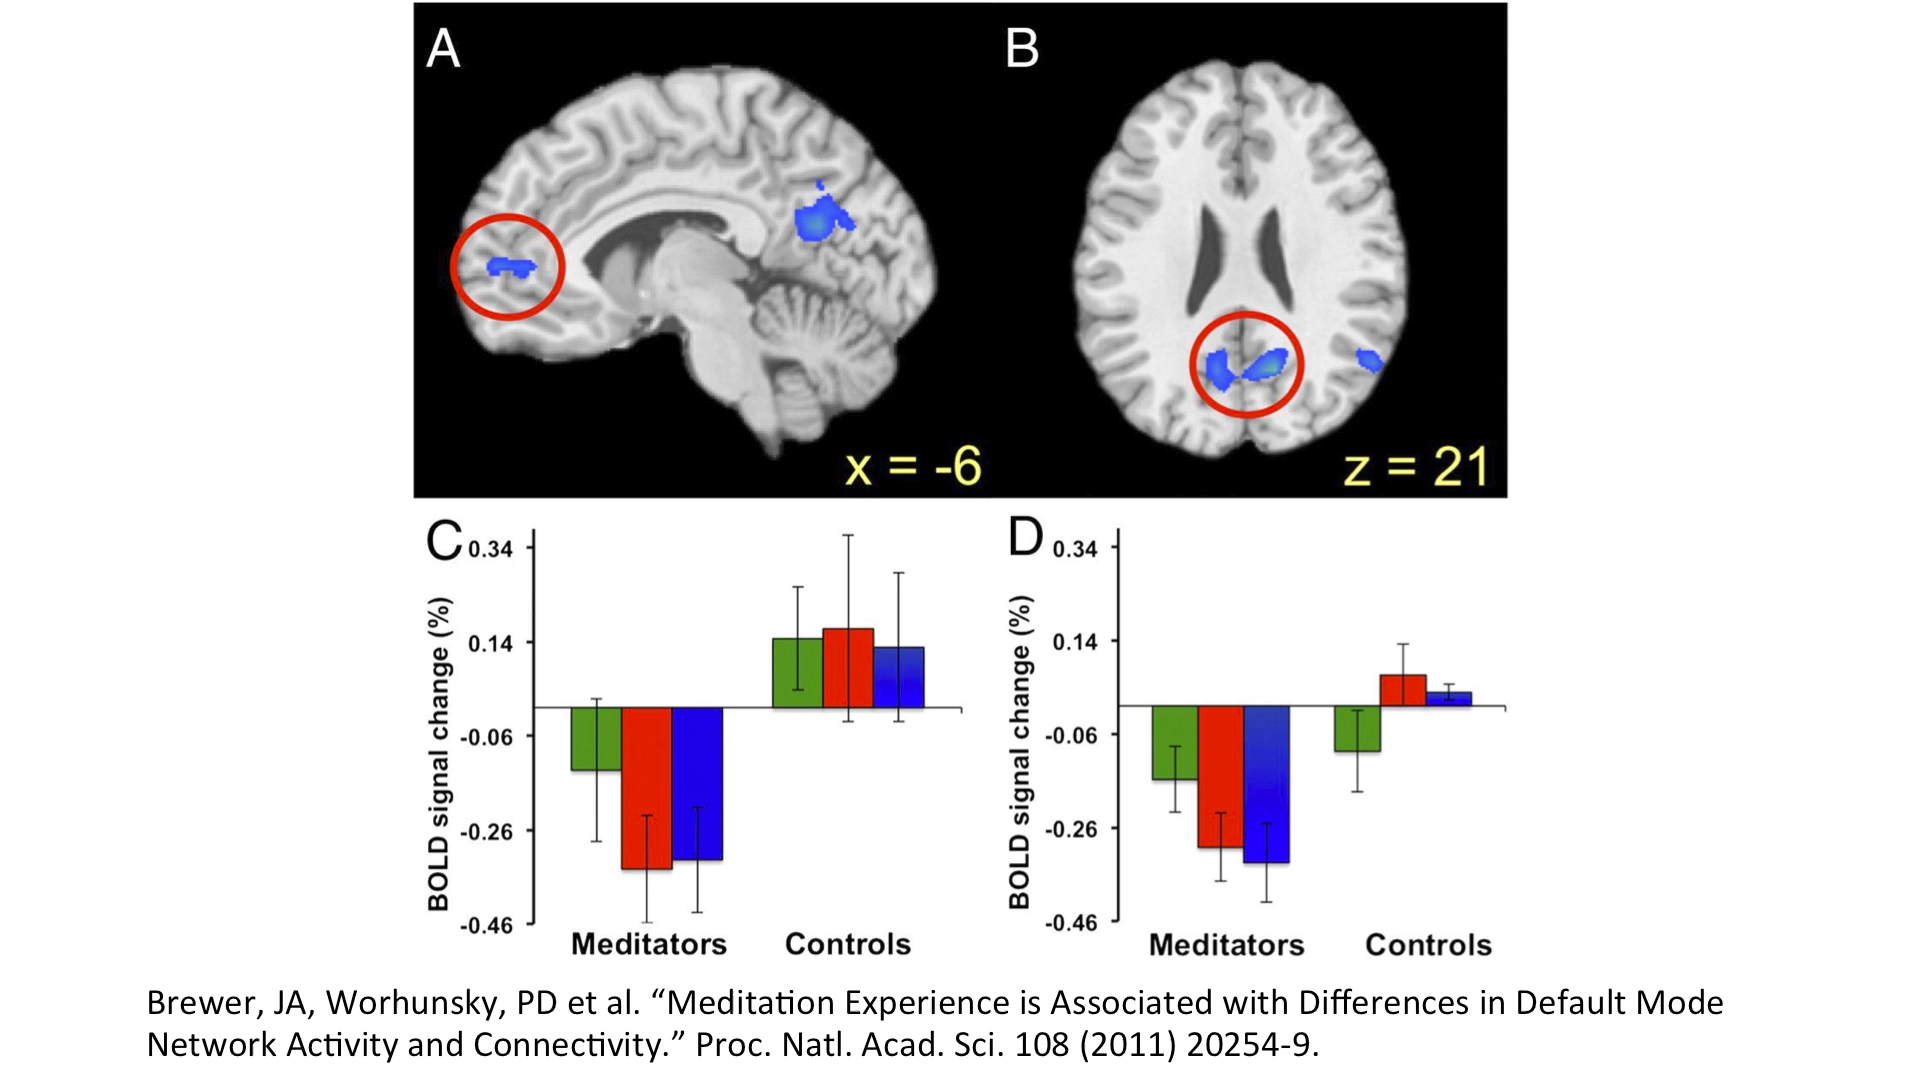 A
B
x = -6
z = 21
C
0.34
0.14
-0.06
-0.26
-0.46
BOLD signal change (%)
Meditators
Controls
D
0.34
0.14
-0.06
-0.26
-0.46
BOLD signal change (%)
Meditators
Controls
Brewer, JA, Worhunsky, PD et al. “Meditation Experience is Associated with Differences in Default Mode
Network Activity and Connectivity.” Proc. Natl. Acad. Sci. 108 (2011) 20254-9.